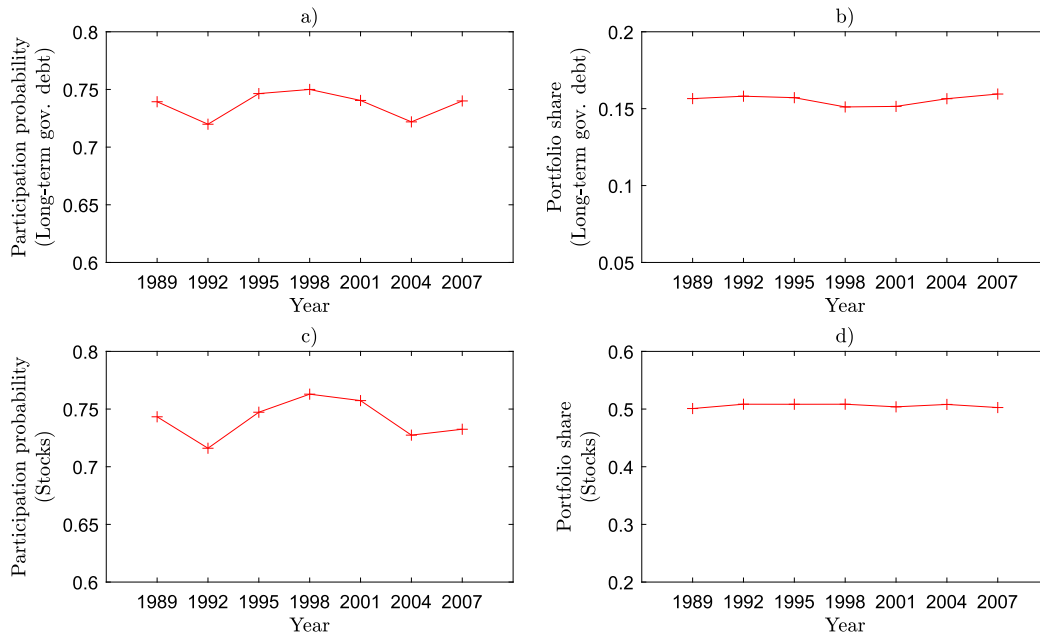 a)
Participation probability
(Long-term gov. debt)
0.8
0.75
0.7
0.65
0.6
1989 1992 1995 1998 2001 2004 2007
Year
b)
Portfolio share
(Long-term gov. debt)
0.2
0.15
0.1
0.05
1989 1992 1995 1998 2001 2004 2007
Year
c)
Participation probability
(Stocks)
0.8
0.75
0.7
0.65
0.6
1989 1992 1995 1998 2001 2004 2007
Year
d)
Portfolio share
(Stocks)
0.6
0.5
0.4
0.3
0.2
1989 1992 1995 1998 2001 2004 2007
Year